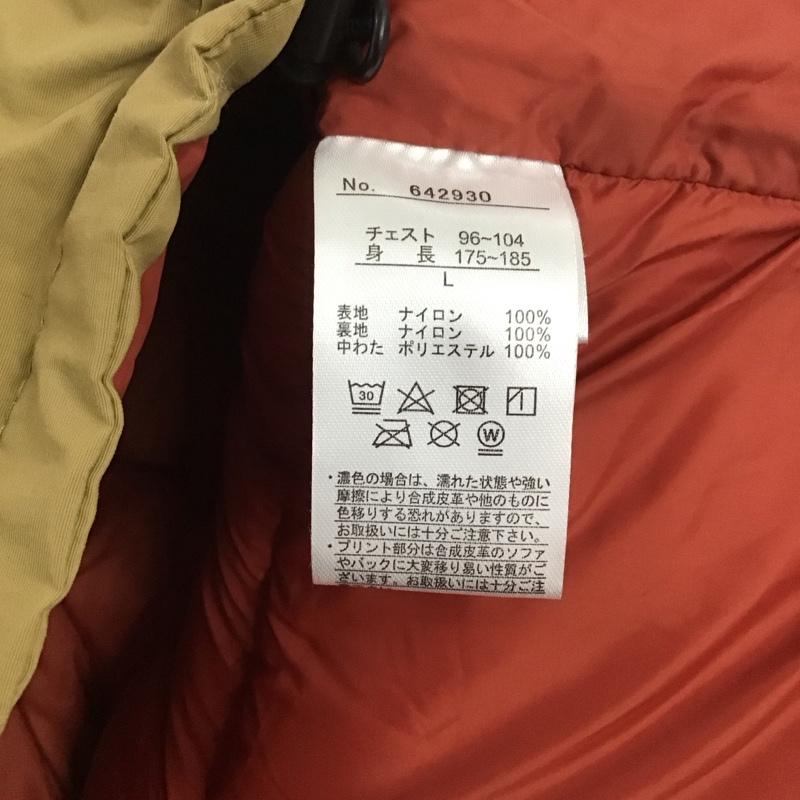 No. 642930
チェスト 96~104
身 長 175~185
L
表地 ナイロン 100%
裏地 ナイロン 100%
中わた ポリエステル 100%
30
W
・濃色の場合は、濡れた状態や強い
摩擦により合成皮革や他のものに
色移りする恐れがありますので、
お取扱いには十分ご注意下さい。
・プリント部分は合成皮革のソファ
やバックに大変移り易い性質がご
ざいます。お取扱いには十分ご注